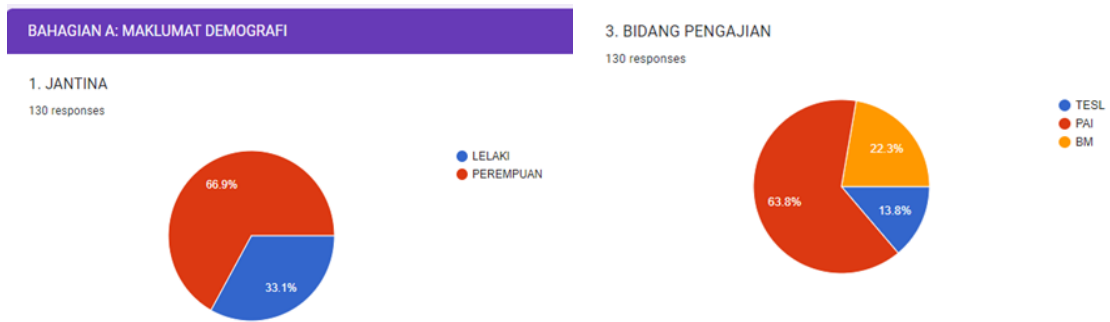 BAHAGIAN A: MAKLUMAT DEMOGRAFI
1. JANTINA
130 responses
LELAKI
PEREMPUAN
66.9%
33.1%
3. BIDANG PENGAJIAN
130 responses
TESL
PAI
BM
22.3%
63.8%
13.8%